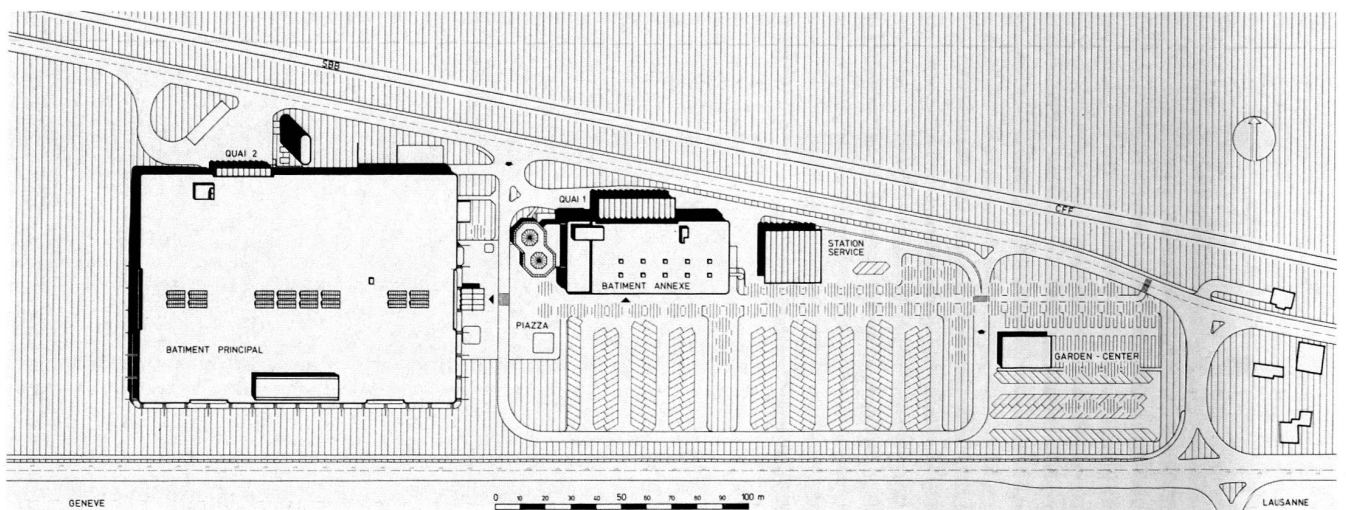 SBB
QUAI 2
QUAI 1
CFF
STATION
SERVICE
BATIMENT ANNEXE
PIAZZA
BATIMENT PRINCIPAL
GARDEN - CENTER
0 10 20 30 40 50 60 70 80 90 100 m
GENEVE
LAUSANNE